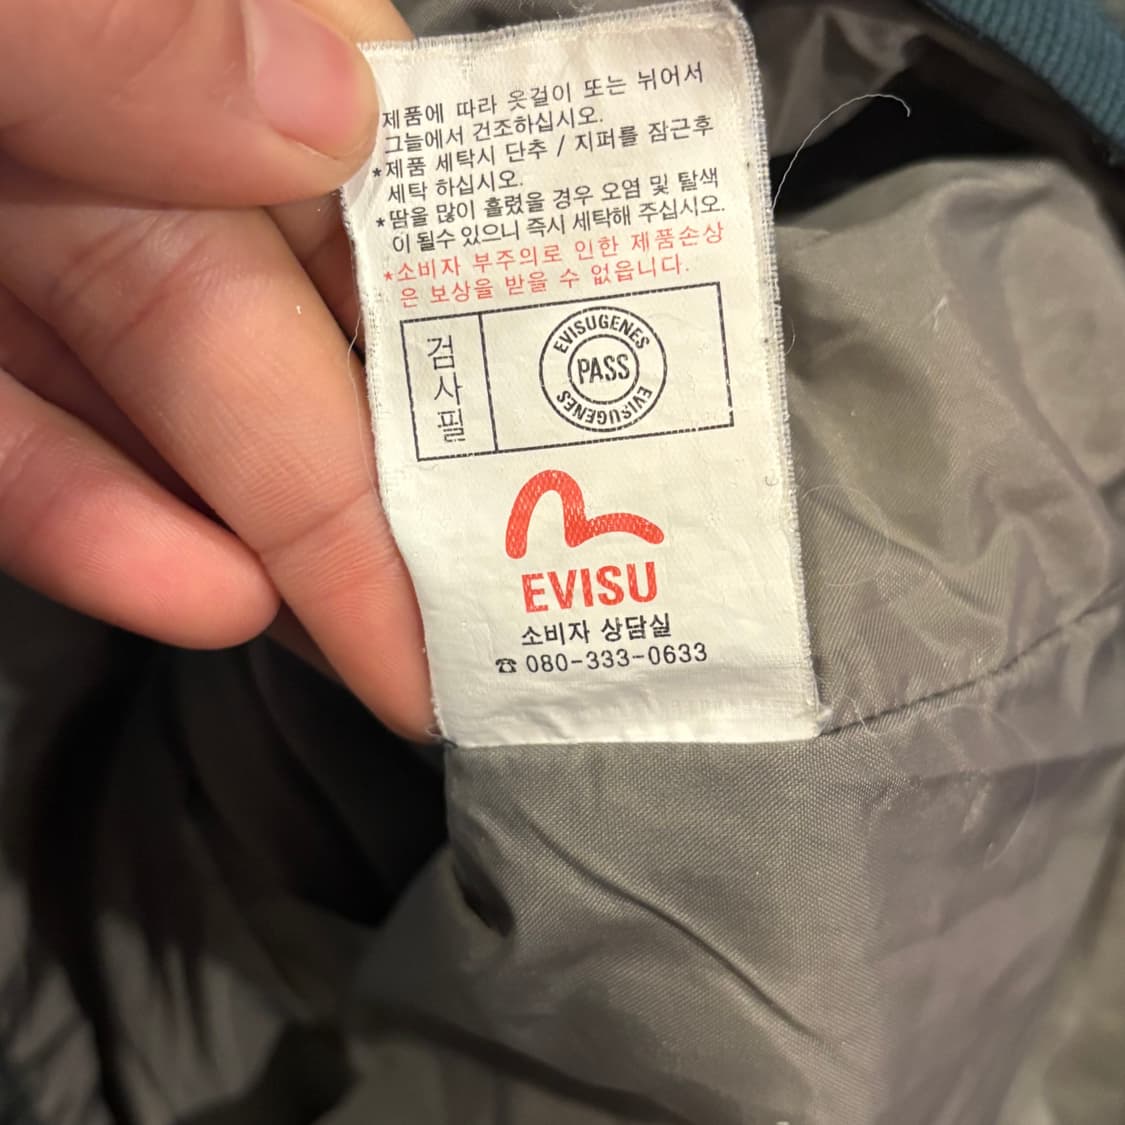 *제품에 따라 옷걸이 또는 뉘어서
그늘에서 건조하십시오.
*제품 세탁시 단추 / 지퍼를 잠근후
세탁 하십시오.
*땀을 많이 흘렸을 경우 오염 및 탈색
이 될수 있으니 즉시 세탁해 주십시오.
*소비자 부주의로 인한 제품손상
은 보상을 받을 수 없읍니다.
검사필
EVISUGENES
PASS
EVISUGENES
EVISU
소비자 상담실
☎ 080-333-0633